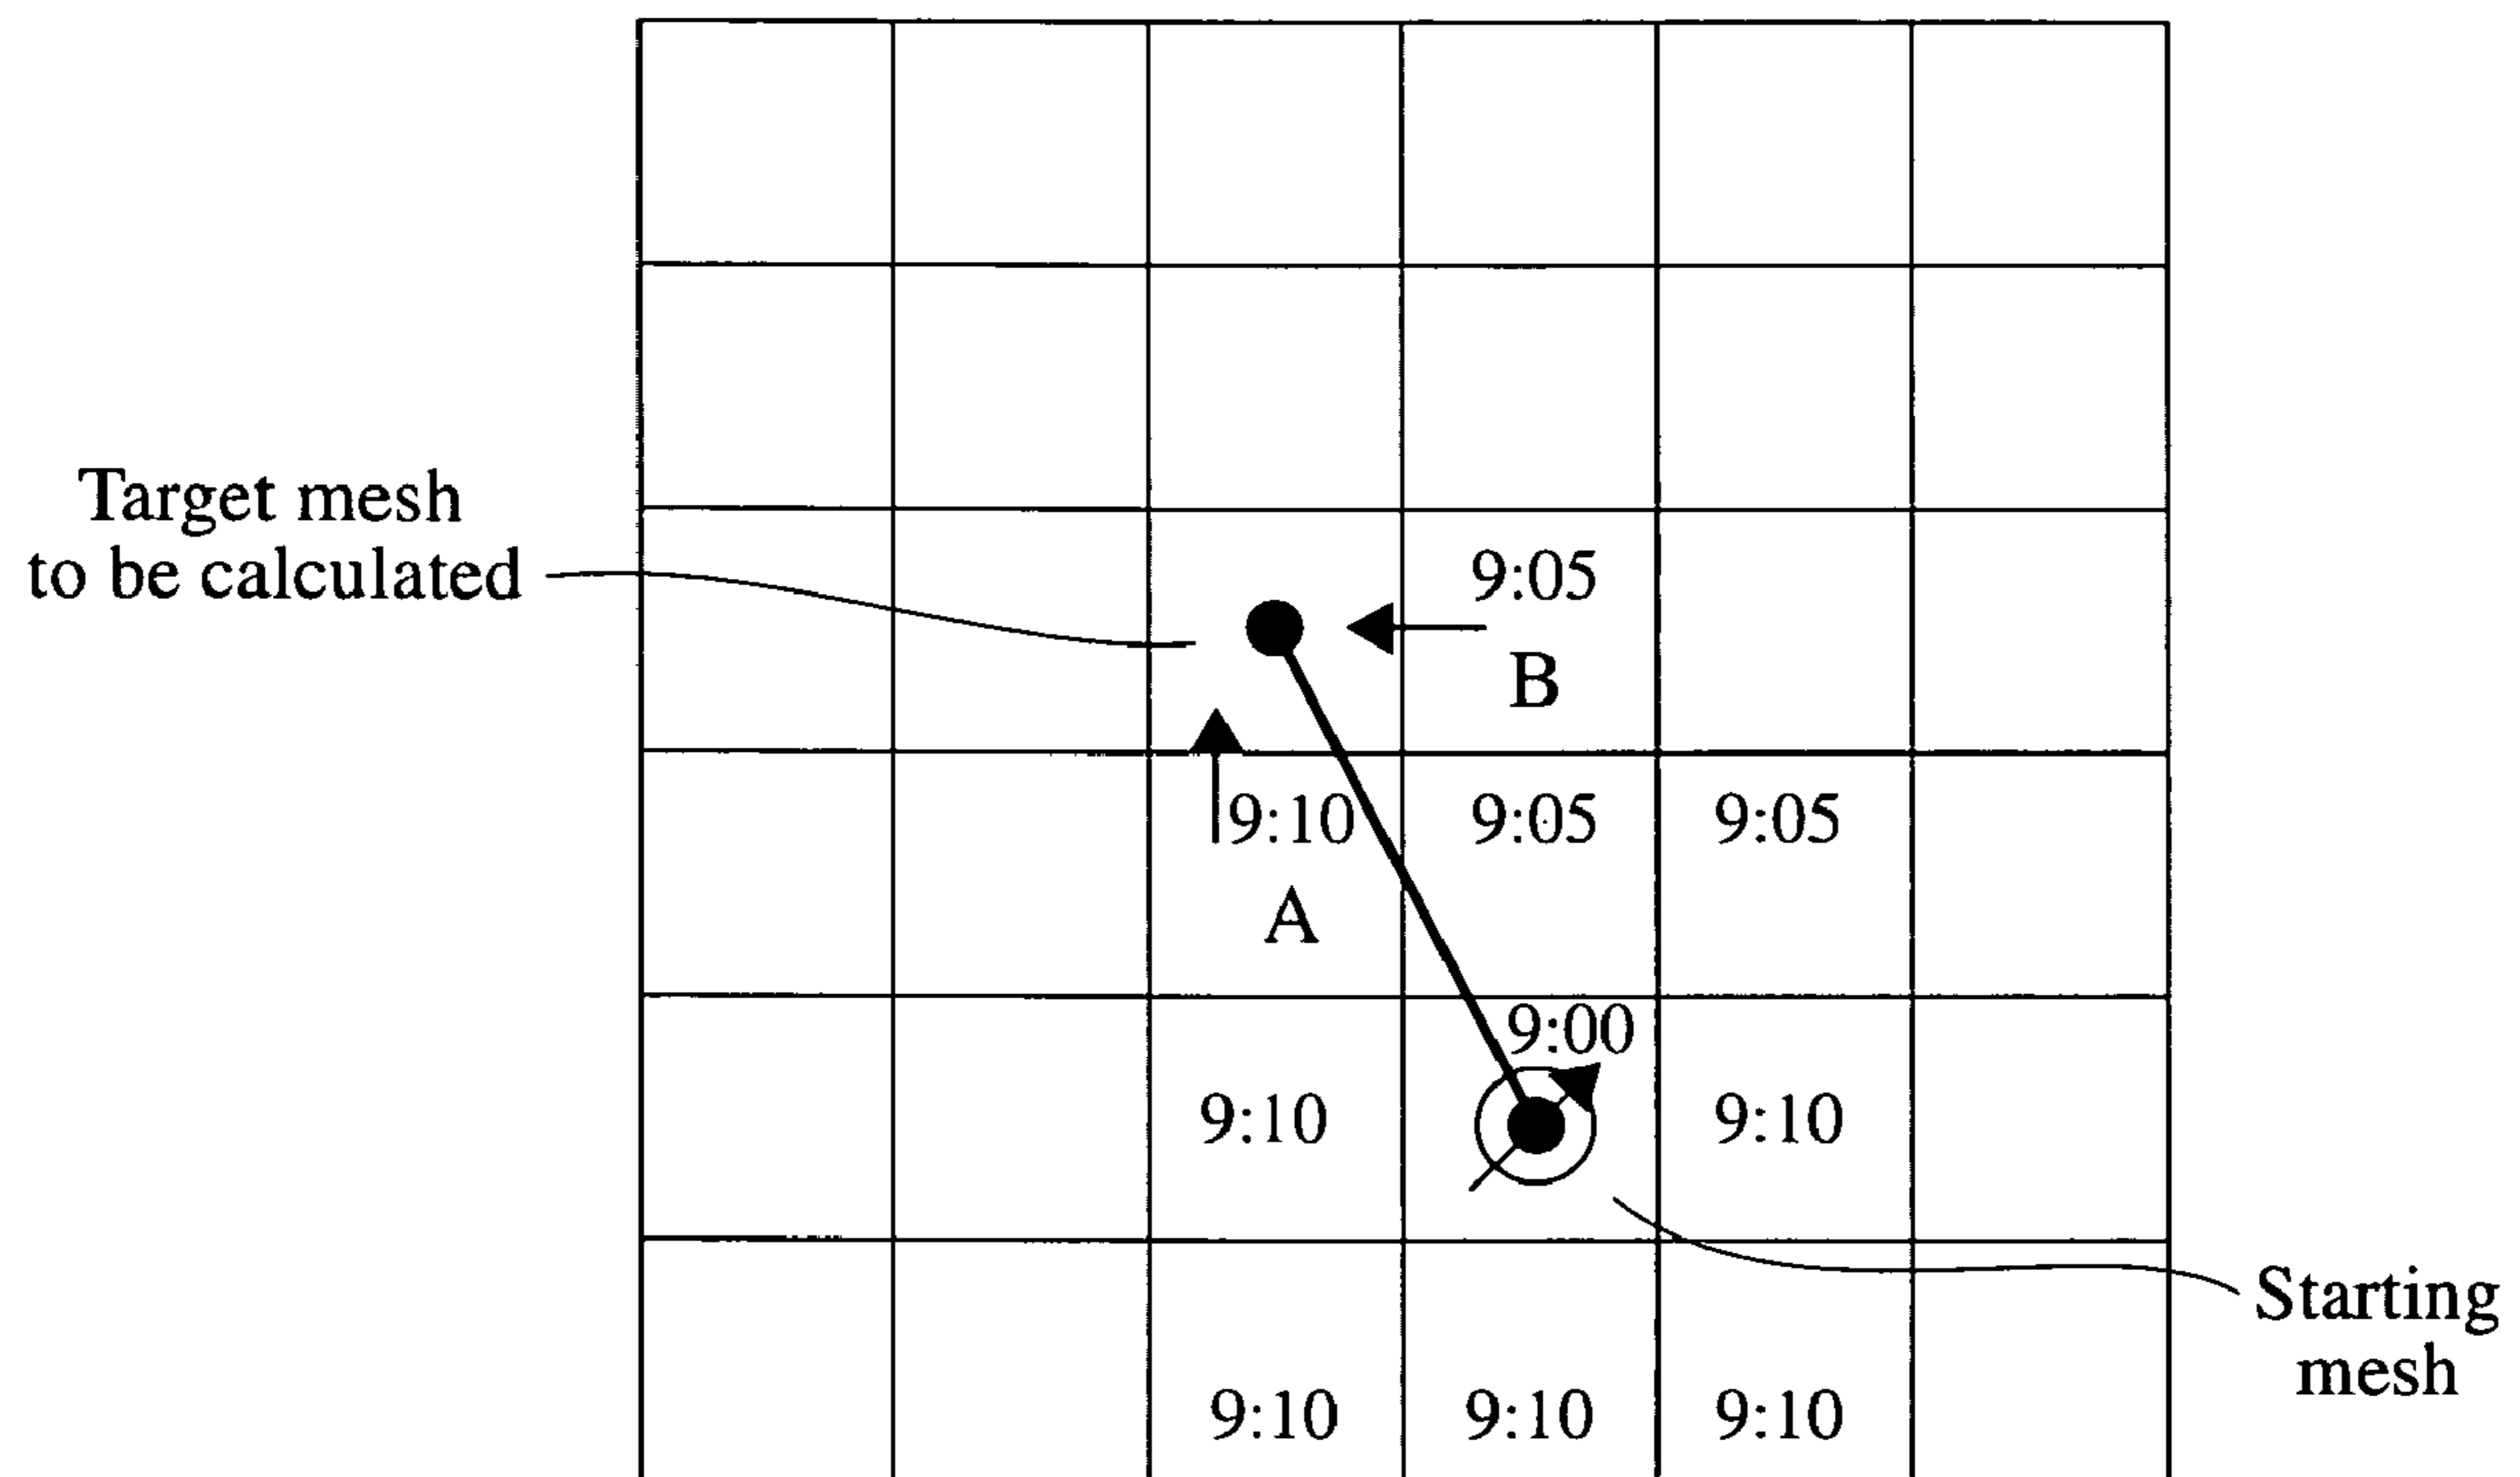 Target mesh
to be calculated
9:05
B
9:10 9:05 9:05
A
9:00
9:10 9:10
Starting
mesh
9:10 9:10 9:10